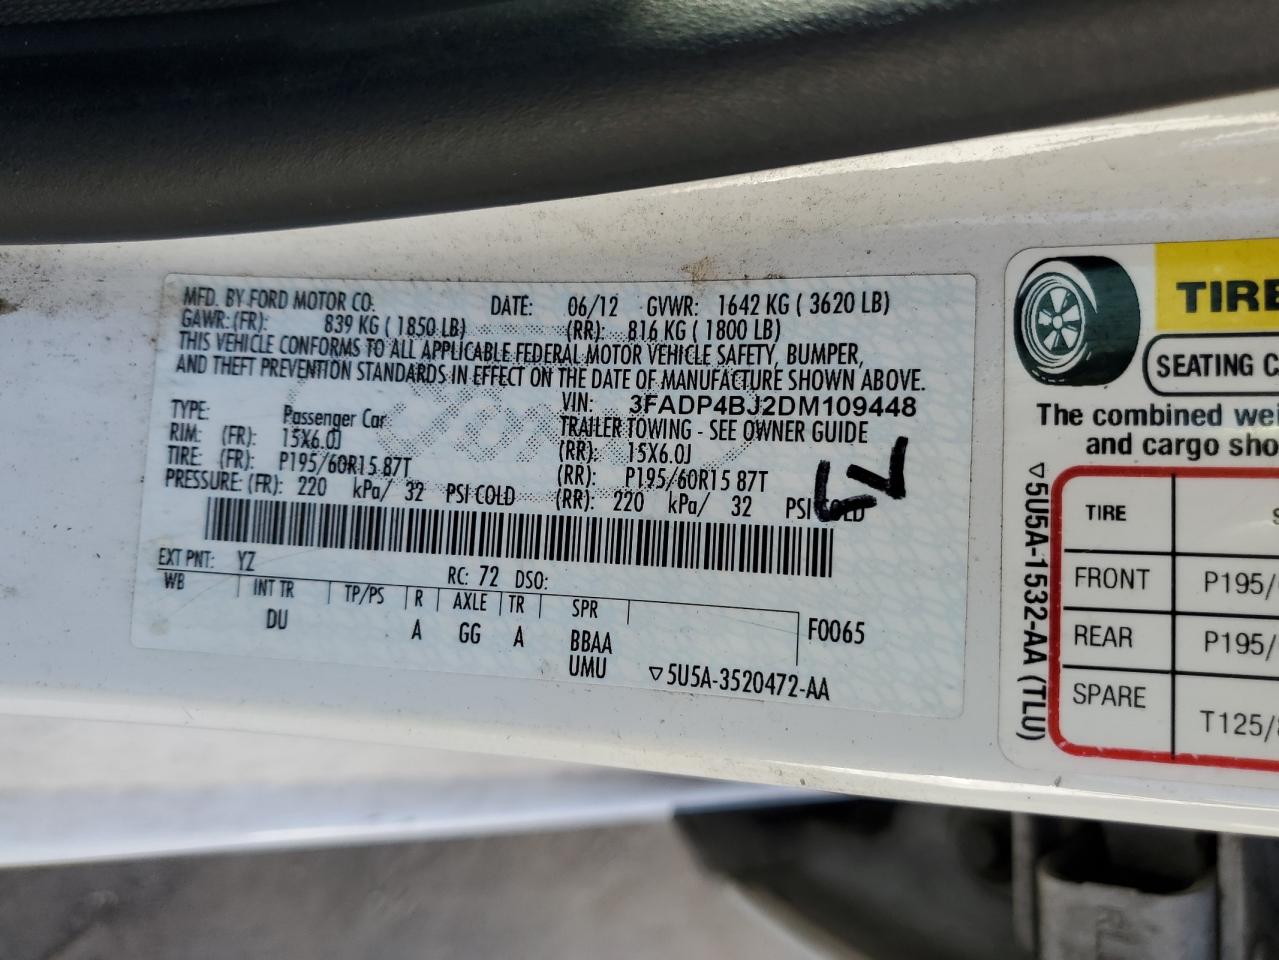 MFD. BY FORD MOTOR CO. DATE: 06/12 GVWR: 1642 KG ( 3620 LB)
GAWR: (FR): 839 KG ( 1850 LB) (RR): 816 KG ( 1800 LB)
THIS VEHICLE CONFORMS TO ALL APPLICABLE FEDERAL MOTOR VEHICLE SAFETY, BUMPER,
AND THEFT PREVENTION STANDARDS IN EFFECT ON THE DATE OF MANUFACTURE SHOWN ABOVE.
VIN: 3FADP4BJ2DM109448
TYPE: Passenger Car TRAILER TOWING - SEE OWNER GUIDE
RIM: (FR): 15X6.0J (RR): 15X6.0J
TIRE: (FR): P195/60R15 87T (RR): P195/60R15 87T
PRESSURE: (FR): 220 kPa/ 32 PSI COLD (RR): 220 kPa/ 32 PSI COLD
EXT PNT: YZ RC: 72 DSO:
WB INT TR TP/PS R AXLE TR SPR
DU A GG A BBAA F0065
UMU ▽5U5A-3520472-AA
TIRE
SEATING C
The combined wei
and cargo sho
TIRE S
FRONT P195/
REAR P195/
SPARE T125/
▽5U5A-1532-AA (TLU)